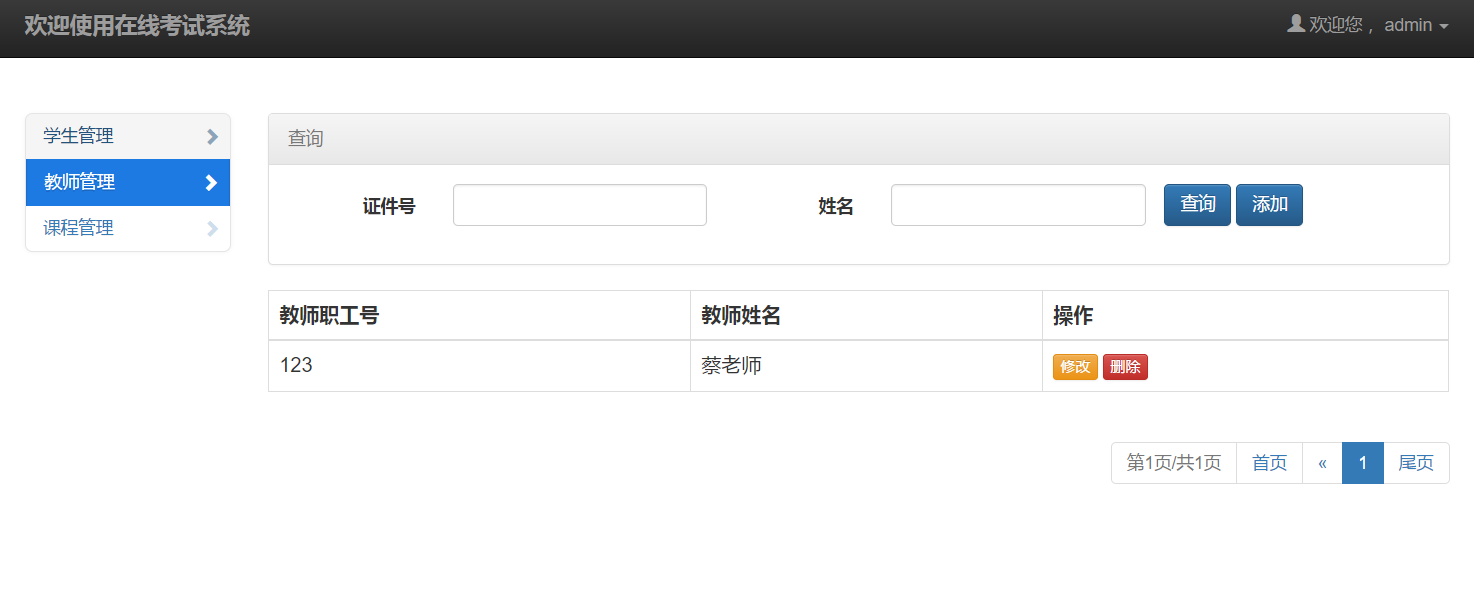 欢迎使用在线考试系统
欢迎您 ，admin
学生管理
教师管理
课程管理
查询
证件号
姓名
查询
添加
教师职工号 教师姓名 操作
123 蔡老师 修改 删除
第1页/共1页 首页 « 1 尾页